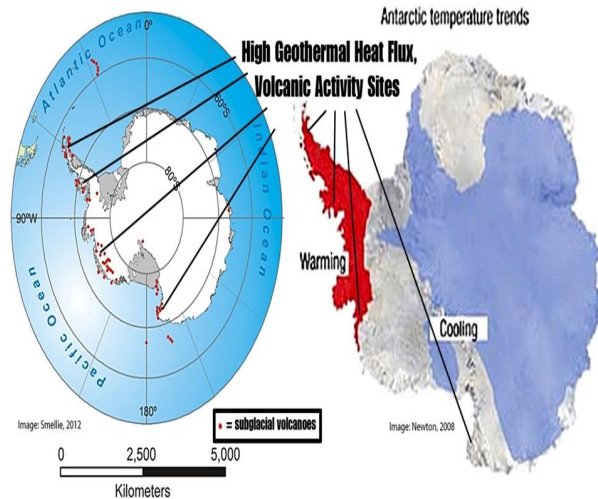 Antarctic temperature trends
High Geothermal Heat Flux,
Volcanic Activity Sites
Atlantic Ocean
0°
60°S
Indian Ocean
80°S
90°W
Pacific Ocean
180°
Warming
Cooling
Image: Smellie, 2012
• = subglacial volcanoes
Image: Newton, 2008
0 2,500 5,000
Kilometers